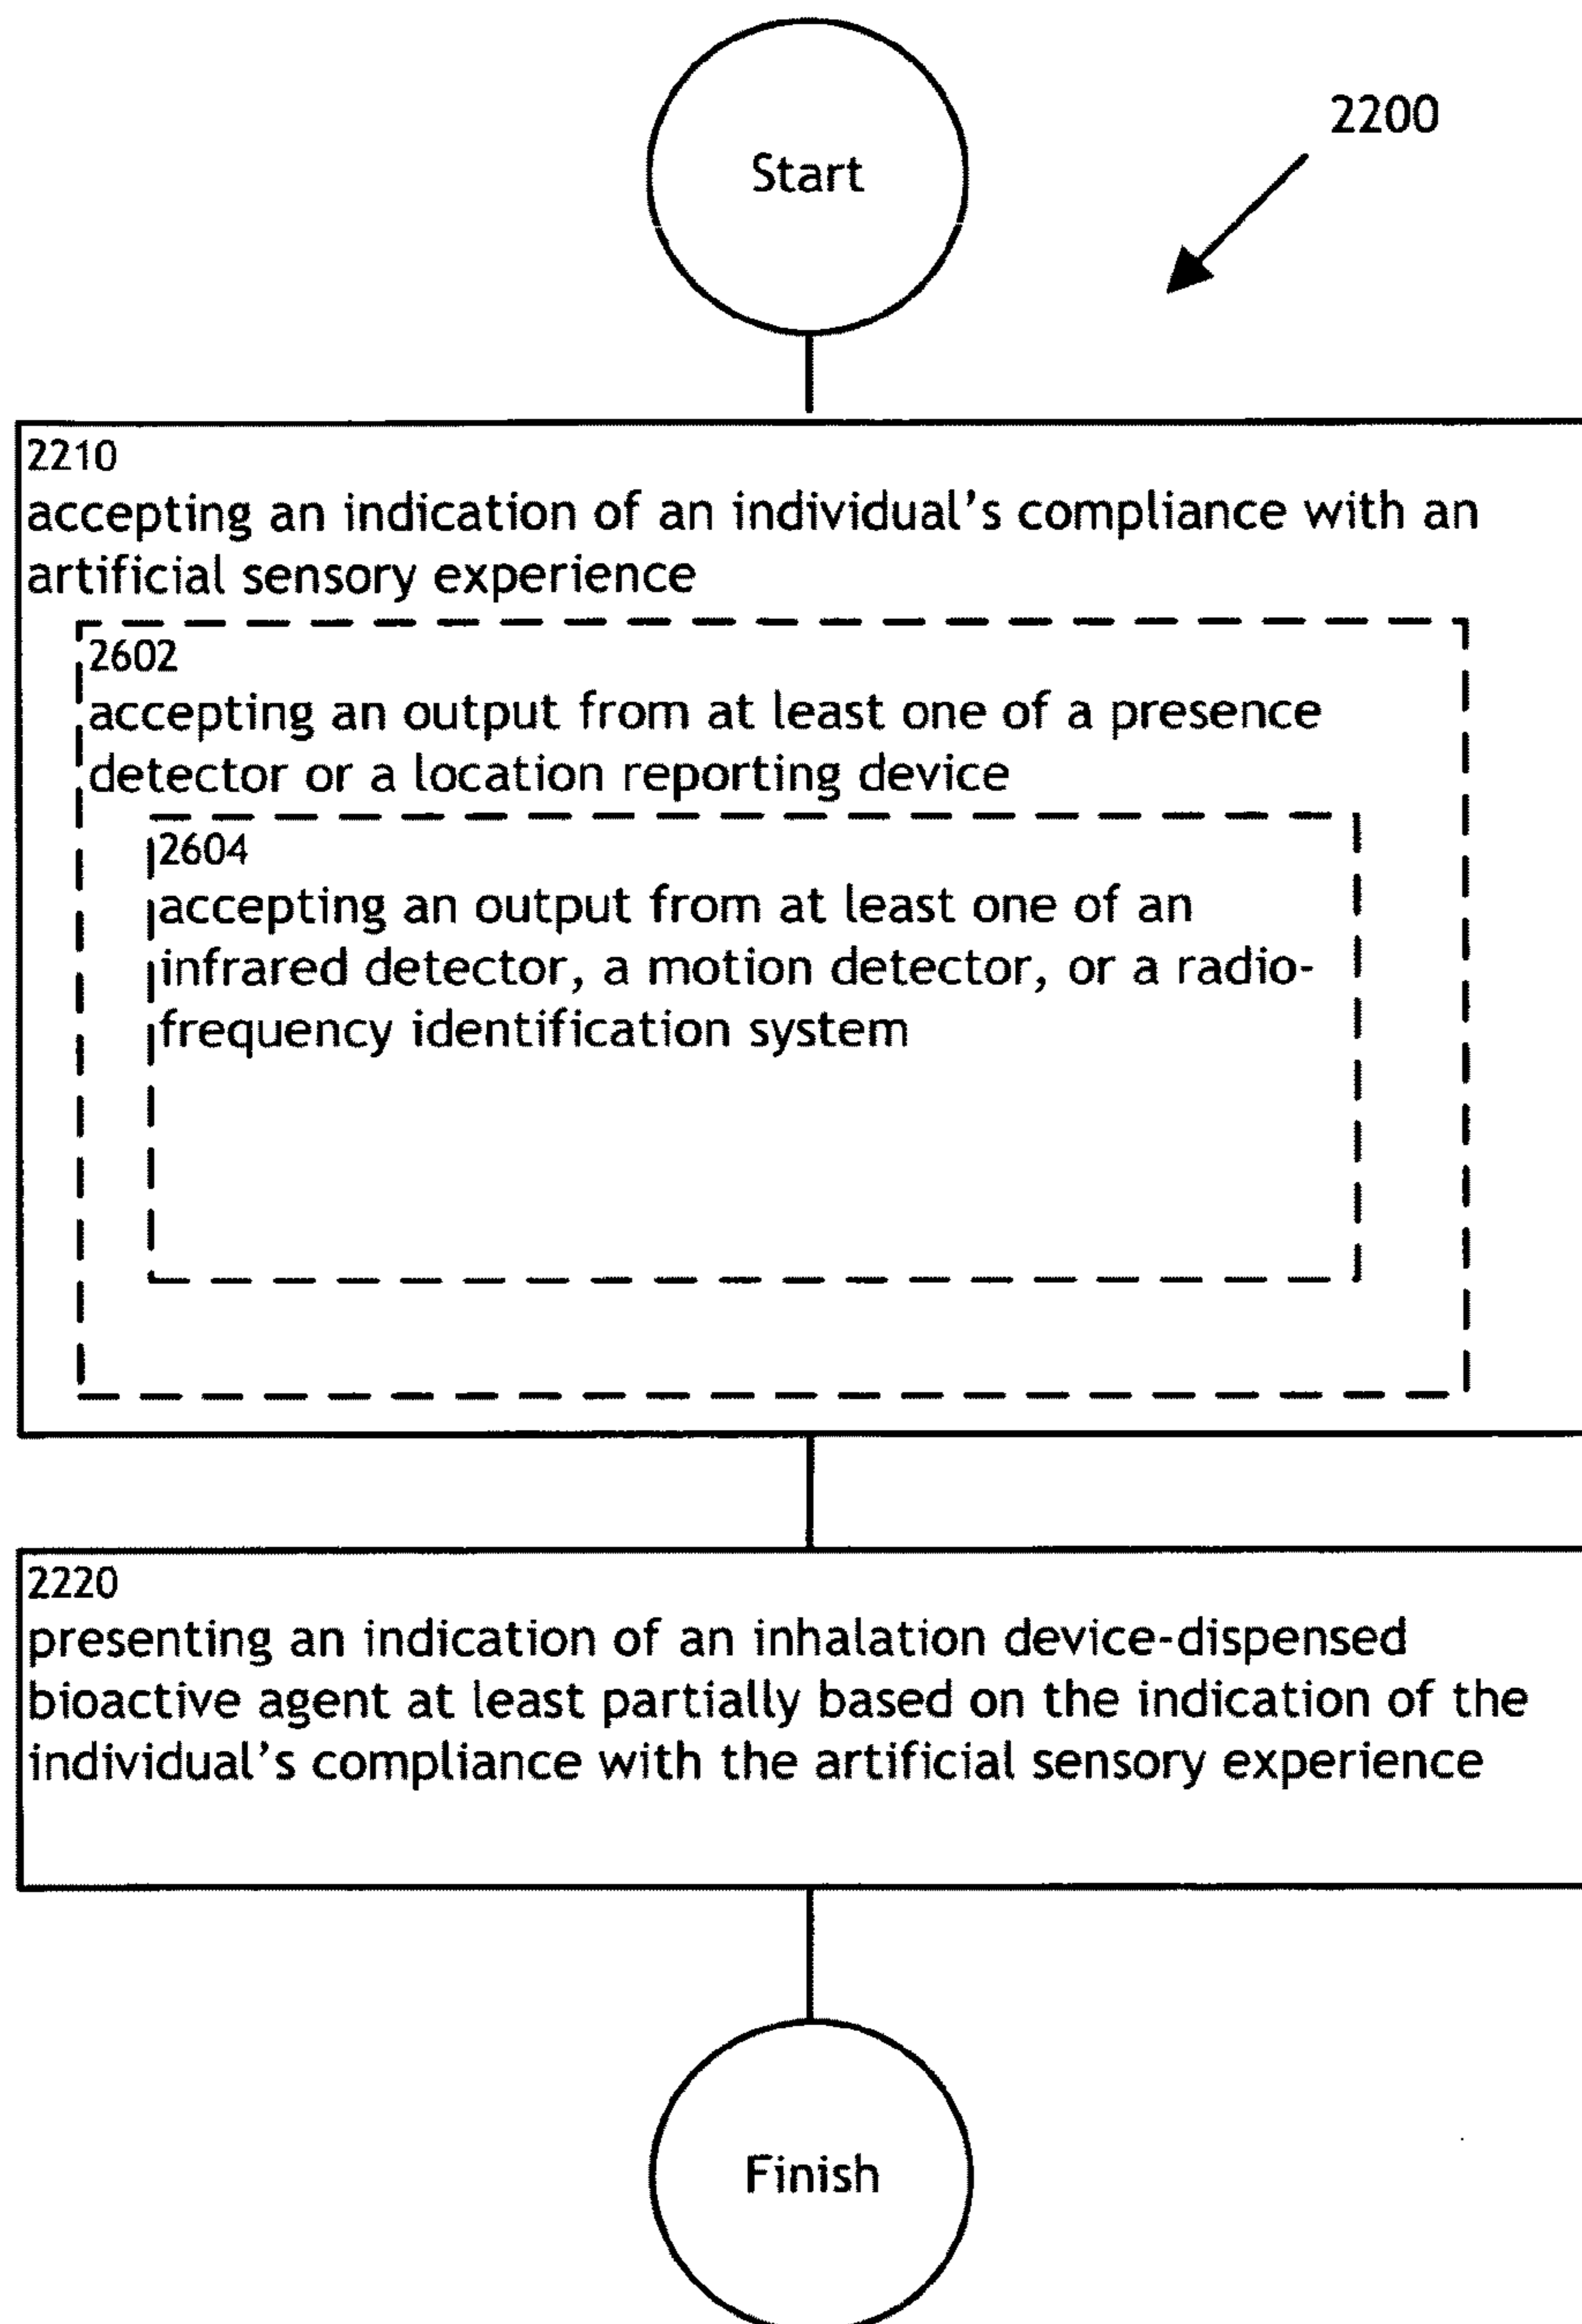 Start
2200
2210
accepting an indication of an individual's compliance with an
artificial sensory experience
2602
accepting an output from at least one of a presence
detector or a location reporting device
2604
accepting an output from at least one of an
infrared detector, a motion detector, or a radio-
frequency identification system
2220
presenting an indication of an inhalation device-dispensed
bioactive agent at least partially based on the indication of the
individual's compliance with the artificial sensory experience
Finish